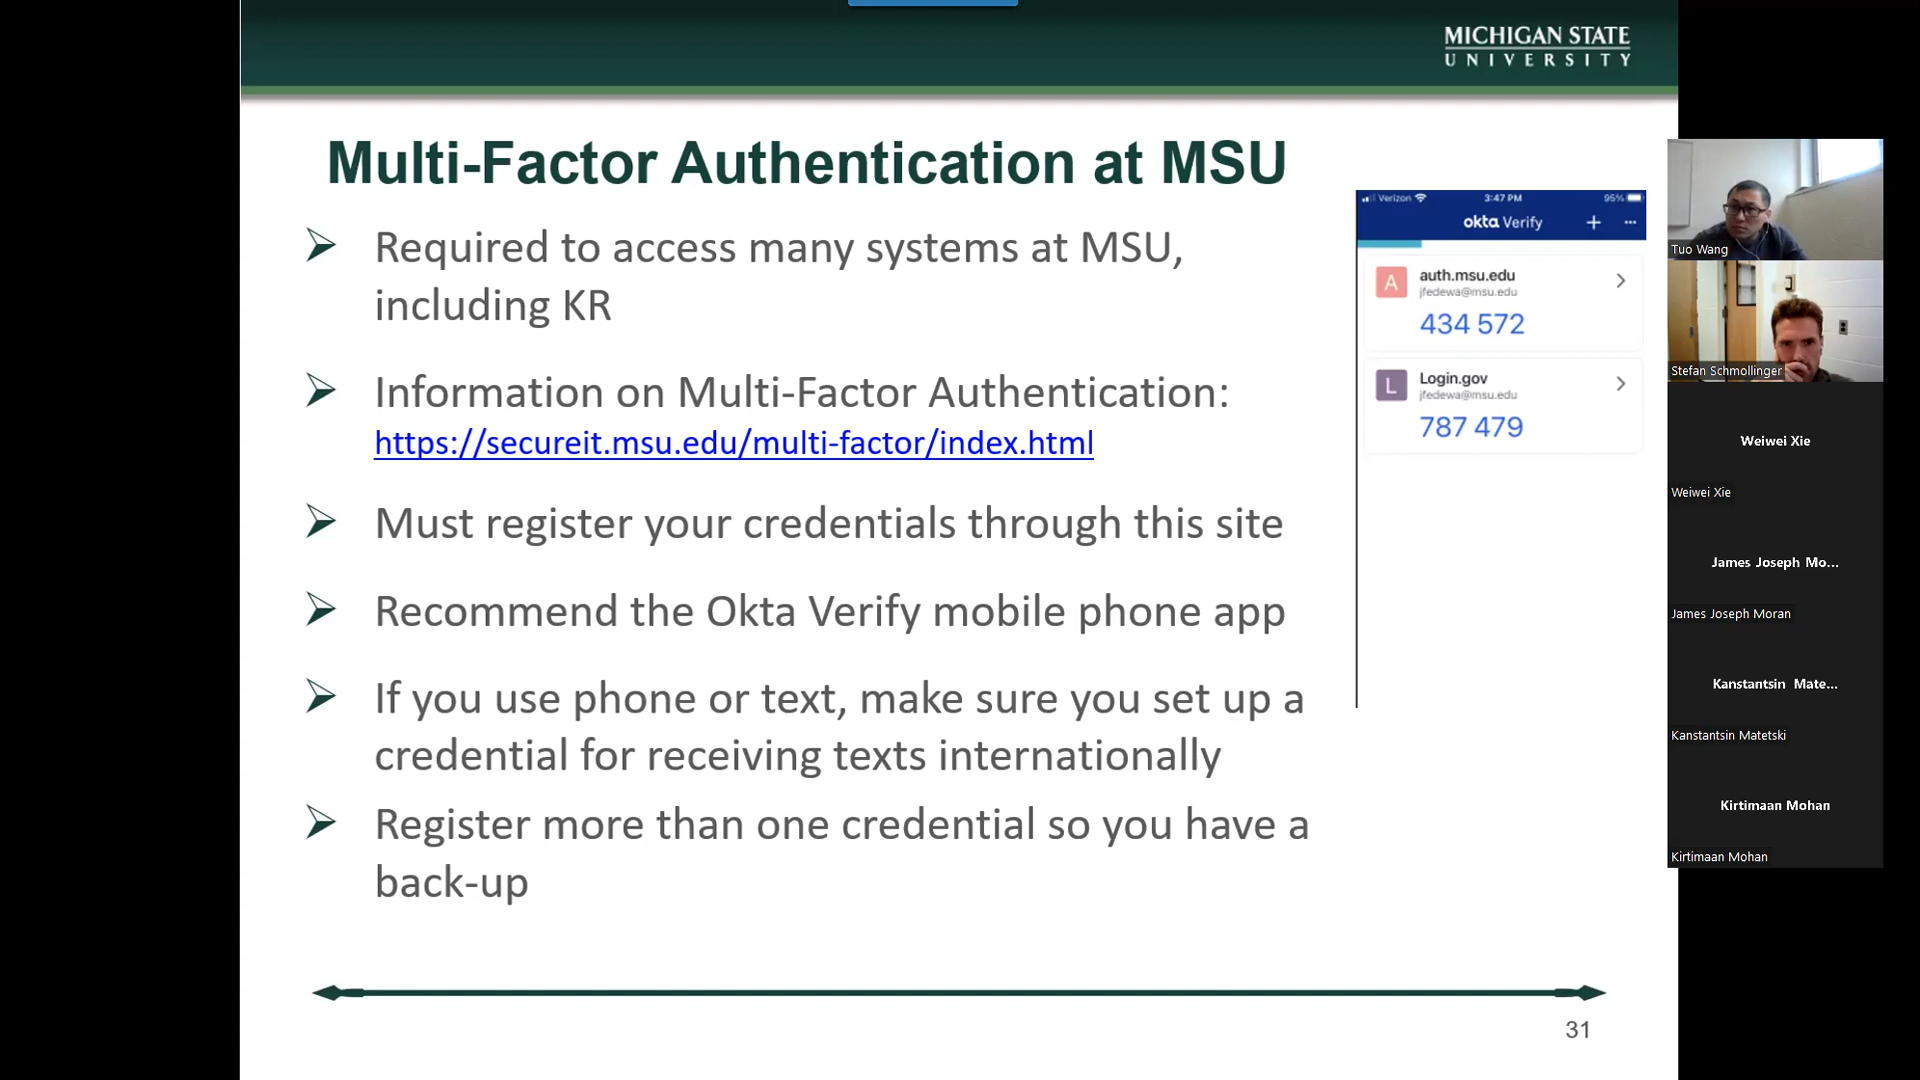 MICHIGAN STATE
UNIVERSITY
Multi-Factor Authentication at MSU
Required to access many systems at MSU,
including KR
Information on Multi-Factor Authentication:
https://secureit.msu.edu/multi-factor/index.html
Must register your credentials through this site
Recommend the Okta Verify mobile phone app
If you use phone or text, make sure you set up a
credential for receiving texts internationally
Register more than one credential so you have a
back-up
Verizon 3:47 PM 95%
okta Verify + ...
A auth.msu.edu
jfedewa@msu.edu
434 572
L Login.gov
jfedewa@msu.edu
787 479
31
Tuo Wang
Stefan Schmollinger
Weiwei Xie
Weiwei Xie
James Joseph Mo...
James Joseph Moran
Kanstantsin Mate...
Kanstantsin Matetski
Kirtimaan Mohan
Kirtimaan Mohan